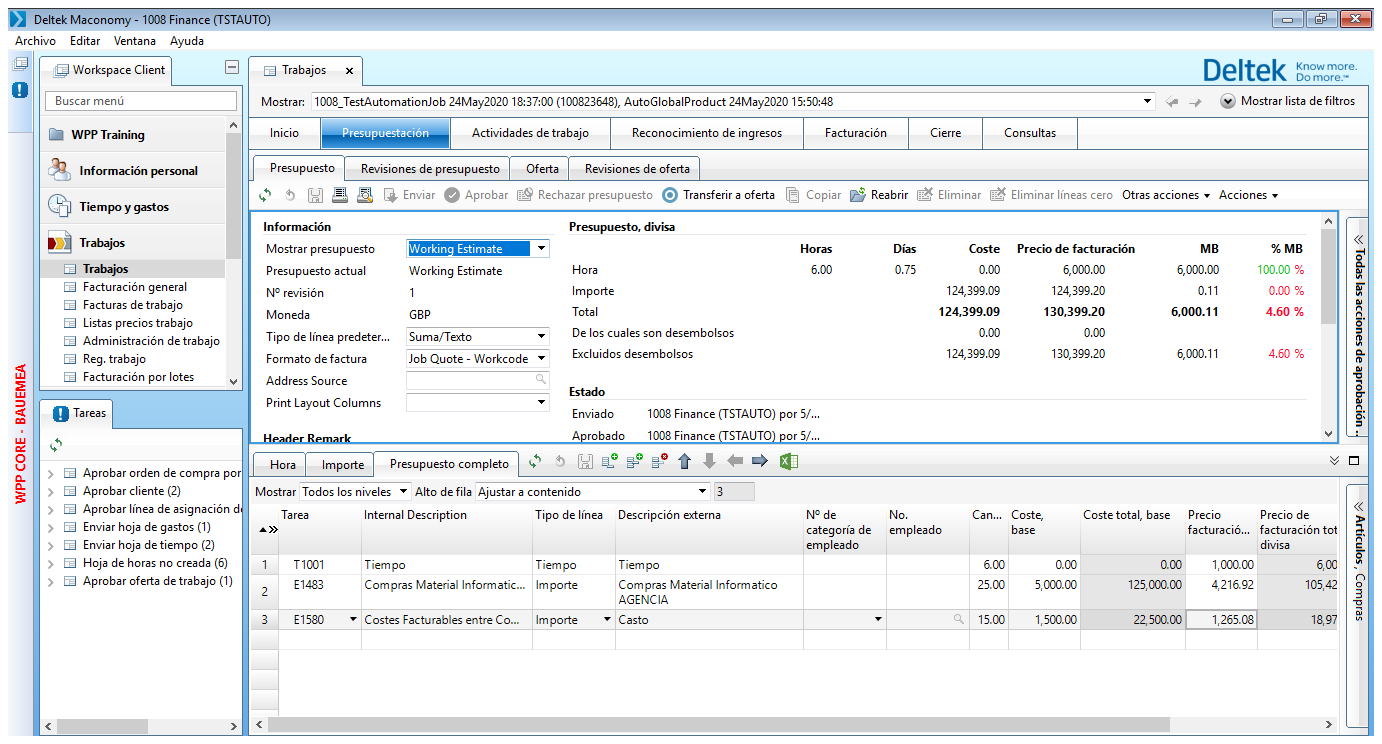 Deltek Maconomy - 1008 Finance (TSTAUTO)
Archivo Editar Ventana Ayuda
Workspace Client
Buscar menú
WPP Training
Información personal
Tiempo y gastos
Trabajos
Trabajos
Facturación general
Facturas de trabajo
Listas precios trabajo
Administración de trabajo
Reg. trabajo
Facturación por lotes
WPP CORE - BAUEMEA
Tareas
Aprobar orden de compra por
Aprobar cliente (2)
Aprobar línea de asignación de
Enviar hoja de gastos (1)
Enviar hoja de tiempo (2)
Hoja de horas no creada (6)
Aprobar oferta de trabajo (1)
Trabajos
Deltek Know more. Do more.™
Mostrar: 1008_TestAutomationJob 24May2020 18:37:00 (100823648), AutoGlobalProduct 24May2020 15:50:48
Mostrar lista de filtros
Inicio Presupuestación Actividades de trabajo Reconocimiento de ingresos Facturación Cierre Consultas
Presupuesto Revisiones de presupuesto Oferta Revisiones de oferta
Enviar Aprobar Rechazar presupuesto Transferir a oferta Copiar Reabrir Eliminar Eliminar líneas cero Otras acciones Acciones
Información
Mostrar presupuesto Working Estimate
Presupuesto actual Working Estimate
Nº revisión 1
Moneda GBP
Tipo de línea predeter... Suma/Texto
Formato de factura Job Quote - Workcode
Address Source
Print Layout Columns
Header Remark
Presupuesto, divisa
Horas Días Coste Precio de facturación MB % MB
Hora 6.00 0.75 0.00 6,000.00 6,000.00 100.00 %
Importe 124,399.09 124,399.20 0.11 0.00 %
Total 124,399.09 130,399.20 6,000.11 4.60 %
De los cuales son desembolsos 0.00 0.00
Excluidos desembolsos 124,399.09 130,399.20 6,000.11 4.60 %
Estado
Enviado 1008 Finance (TSTAUTO) por 5/...
Aprobado 1008 Finance (TSTAUTO) por 5/...
Todas las acciones de aprobación ..
Hora Importe Presupuesto completo
Mostrar Todos los niveles Alto de fila Ajustar a contenido 3
Tarea Internal Description Tipo de línea Descripción externa Nº de categoría de empleado No. empleado Can... Coste, base Coste total, base Precio facturació... Precio de facturación tot divisa
1 T1001 Tiempo Tiempo Tiempo 6.00 0.00 0.00 1,000.00 6,00
2 E1483 Compras Material Informatic... Importe Compras Material Informatico AGENCIA 25.00 5,000.00 125,000.00 4,216.92 105,42
3 E1580 Costes Facturables entre Co... Importe Casto 15.00 1,500.00 22,500.00 1,265.08 18,97
Artículos, Compras